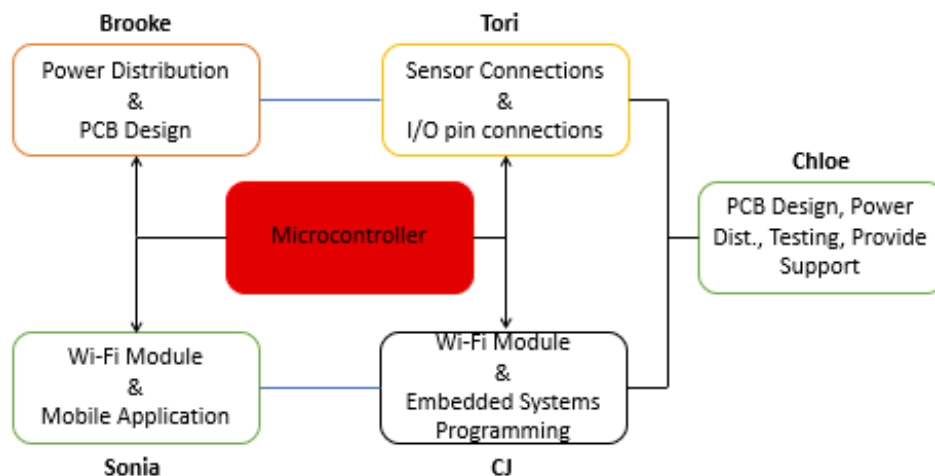 Brooke
Power Distribution
&
PCB Design
Tori
Sensor Connections
&
I/O pin connections
Microcontroller
Chloe
PCB Design, Power
Dist., Testing, Provide
Support
Wi-Fi Module
&
Mobile Application
Sonia
Wi-Fi Module
&
Embedded Systems
Programming
CJ